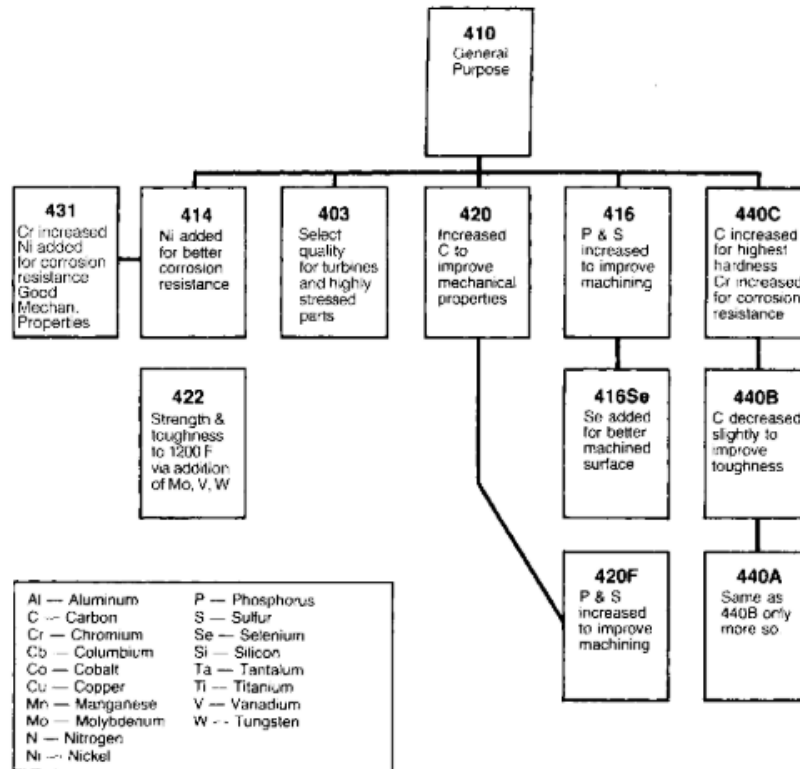 410
General
Purpose
431
Cr increased
Ni added
for corrosion
resistance
Good
Mechan.
Properties
414
Ni added
for better
corrosion
resistance
403
Select
quality
for turbines
and highly
stressed
parts
420
Increased
C to
improve
mechanical
properties
416
P & S
increased
to improve
machining
440C
C increased
for highest
hardness
Cr increased
for corrosion
resistance
422
Strength &
toughness
to 1200 F
via addition
of Mo, V, W
416Se
Se added
for better
machined
surface
440B
C decreased
slightly to
improve
toughness
420F
P & S
increased
to improve
machining
440A
Same as
440B only
more so
Al — Aluminum
C — Carbon
Cr — Chromium
Cb — Columbium
Co — Cobalt
Cu — Copper
Mn — Manganese
Mo — Molybdenum
N — Nitrogen
Ni — Nickel
P — Phosphorus
S — Sulfur
Se — Selenium
Si — Silicon
Ta — Tantalum
Ti — Titanium
V — Vanadium
W — Tungsten